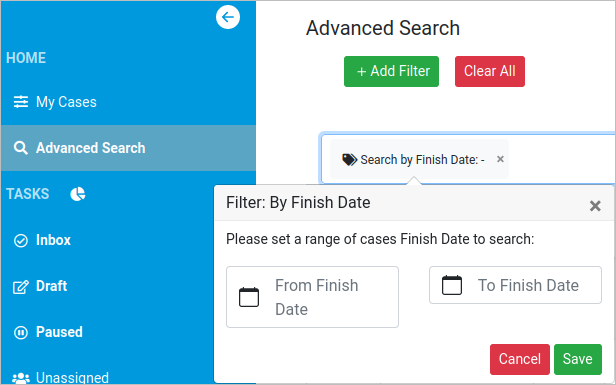 Advanced Search
HOME
+ Add Filter
Clear All
My Cases
Advanced Search
Search by Finish Date: - ×
TASKS
Filter: By Finish Date ×
Inbox
Please set a range of cases Finish Date to search:
Draft
From Finish
Date
To Finish Date
Paused
Cancel
Save
Unassigned